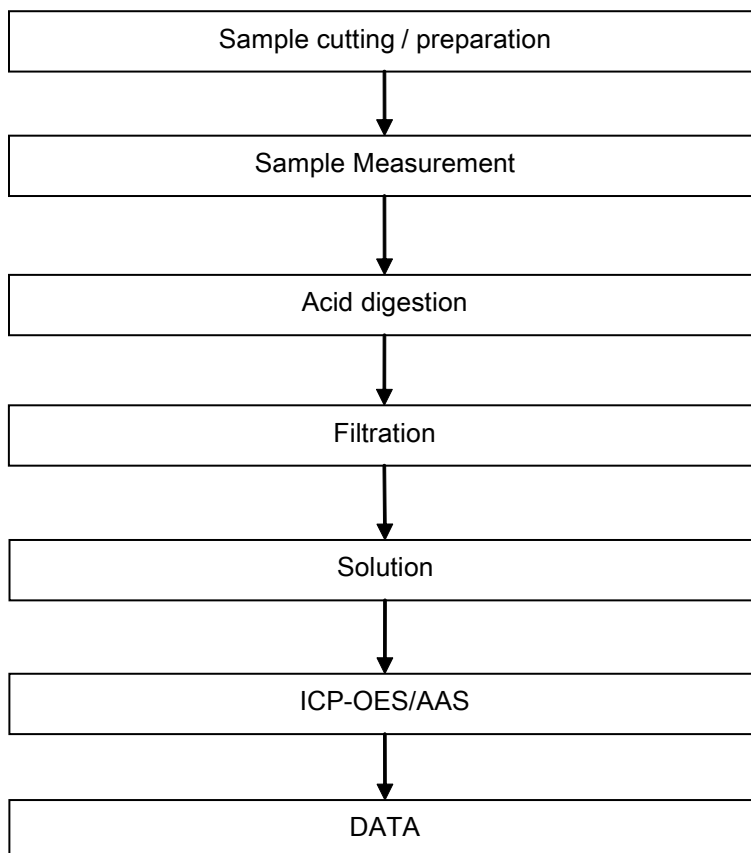 Sample cutting / preparation
Sample Measurement
Acid digestion
Filtration
Solution
ICP-OES/AAS
DATA